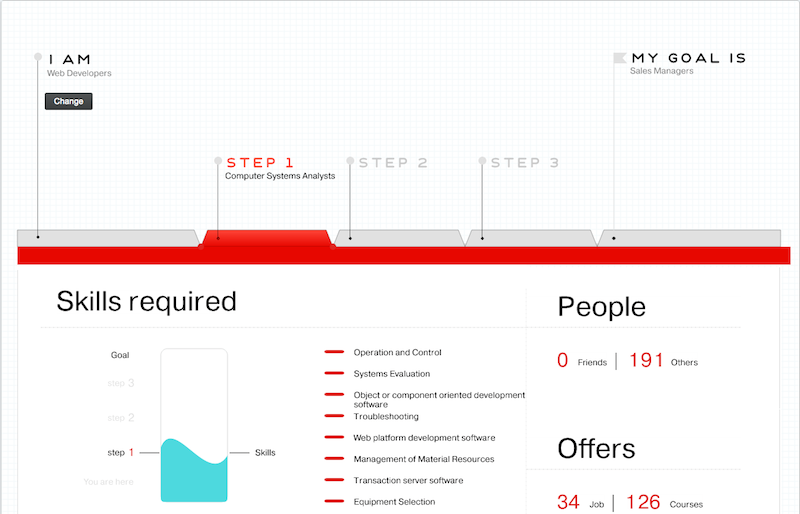 I AM
Web Developers
Change
MY GOAL IS
Sales Managers
STEP 1
Computer Systems Analysts
STEP 2
STEP 3
Skills required
Goal
step 3
step 2
step 1
Skills
You are here
Operation and Control
Systems Evaluation
Object or component oriented development
software
Troubleshooting
Web platform development software
Management of Material Resources
Transaction server software
Equipment Selection
People
0 Friends | 191 Others
Offers
34 Job | 126 Courses